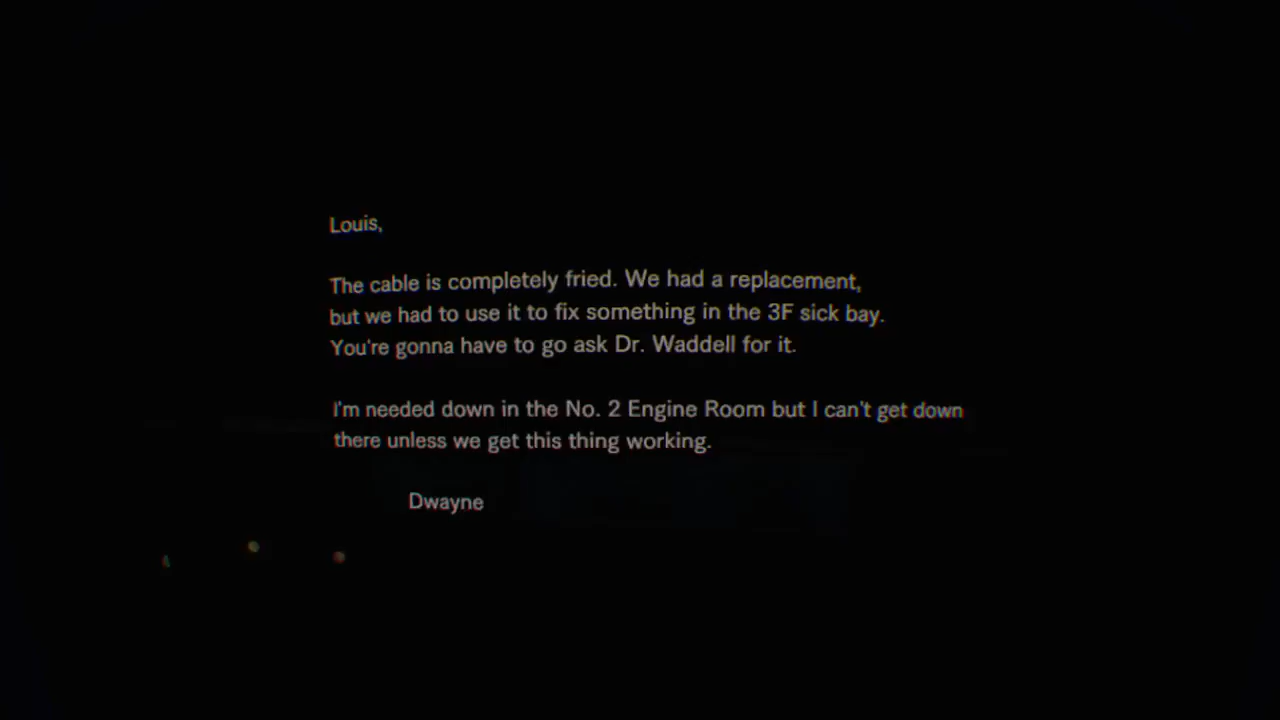 Louis,
The cable is completely fried. We had a replacement,
but we had to use it to fix something in the 3F sick bay.
You're gonna have to go ask Dr. Waddell for it.
I'm needed down in the No. 2 Engine Room but I can't get down
there unless we get this thing working.
Dwayne